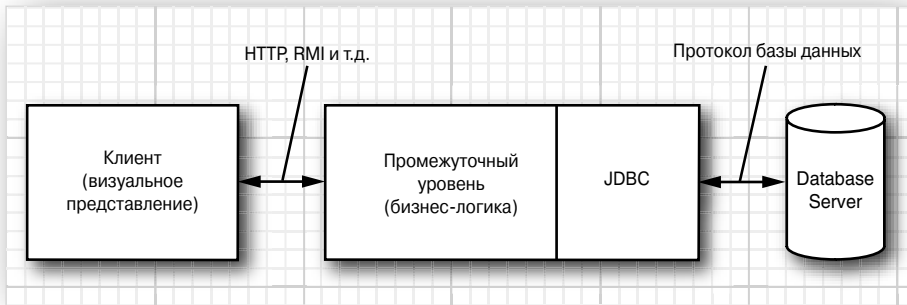 HTTP, RMI и т.д.
Протокол базы данных
Клиент
(визуальное
представление)
Промежуточный
уровень
(бизнес-логика)
JDBC
Database
Server